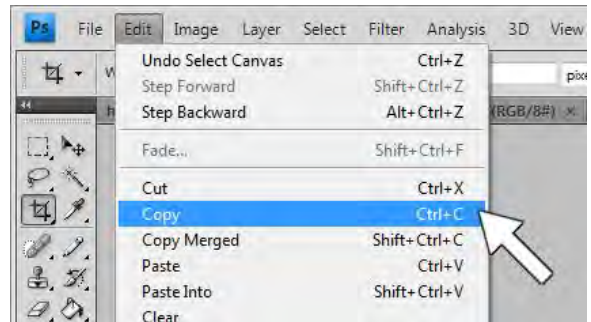 Ps File Edit Image Layer Select Filter Analysis 3D View
Undo Select Canvas Ctrl+Z
Step Forward Shift+Ctrl+Z
Step Backward Alt+Ctrl+Z
(RGB/8#) ×
Fade... Shift+Ctrl+F
Cut Ctrl+X
Copy Ctrl+C
Copy Merged Shift+Ctrl+C
Paste Ctrl+V
Paste Into Shift+Ctrl+V
Clear